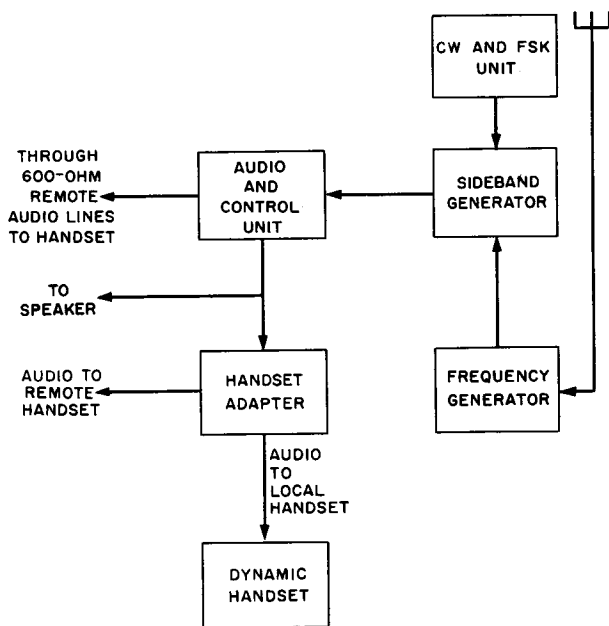 CW AND FSK
UNIT
THROUGH
600-OHM
REMOTE
AUDIO LINES
TO HANDSET
AUDIO
AND
CONTROL
UNIT
SIDEBAND
GENERATOR
TO
SPEAKER
AUDIO TO
REMOTE
HANDSET
HANDSET
ADAPTER
FREQUENCY
GENERATOR
AUDIO
TO
LOCAL
HANDSET
DYNAMIC
HANDSET